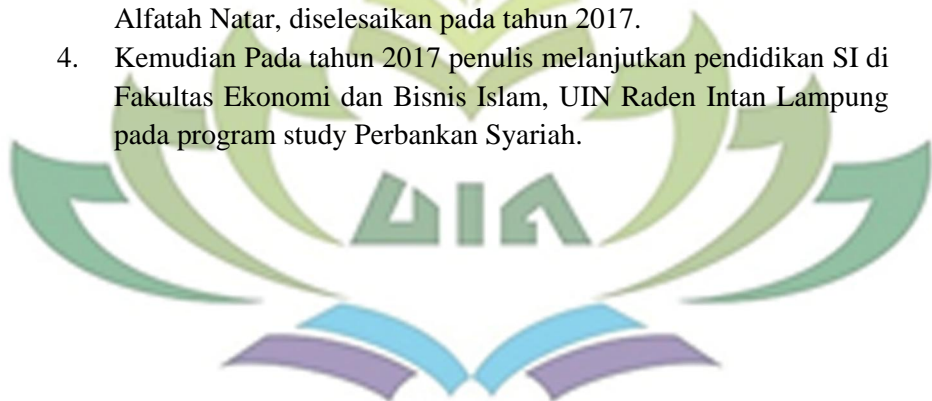 Alfatah Natar, diselesaikan pada tahun 2017.
4. Kemudian Pada tahun 2017 penulis melanjutkan pendidikan SI di
Fakultas Ekonomi dan Bisnis Islam, UIN Raden Intan Lampung
pada program study Perbankan Syariah.
UIN